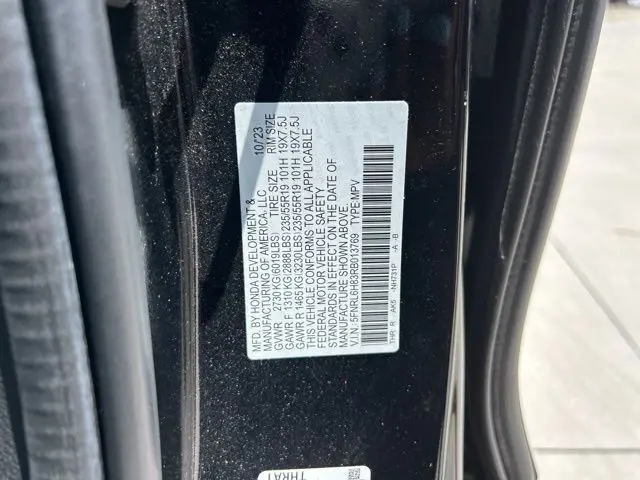 MFD. BY HONDA DEVELOPMENT & 10/23
MANUFACTURING OF AMERICA, LLC
GVWR 2730 KG(6019LBS) TIRE SIZE RIM SIZE
GAWR F 1310 KG(2888LBS)235/55R19 101H 19X7.5J
GAWR R 1465 KG(3230LBS)235/55R19 101H 19X7.5J
THIS VEHICLE CONFORMS TO ALL APPLICABLE
FEDERAL MOTOR VEHICLE SAFETY
STANDARDS IN EFFECT ON THE DATE OF
MANUFACTURE SHOWN ABOVE.
V.I.N.:5FNRL6H83RB013769 TYPE:MPV
THR R -AK5 -NH731P -A -B
THRA1